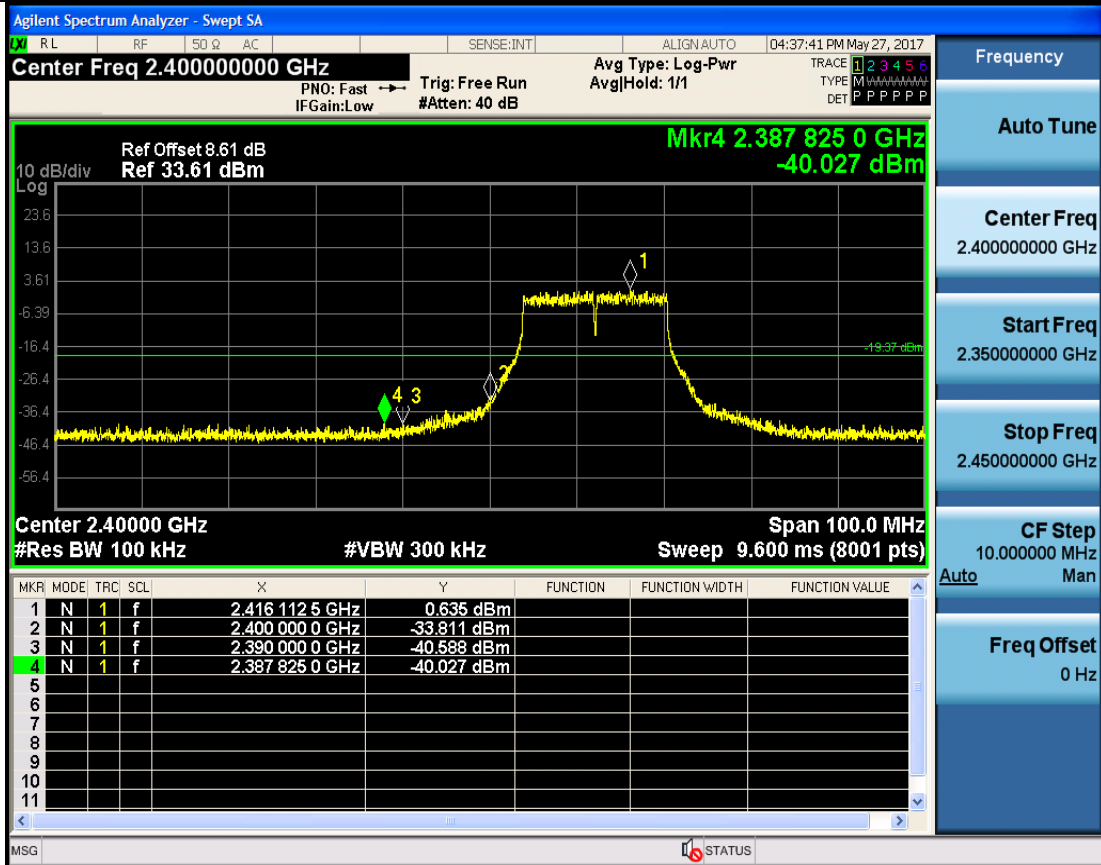 Agilent Spectrum Analyzer - Swept SA
LXI RL RF 50 Ω AC SENSE:INT ALIGN AUTO 04:37:41 PM May 27, 2017
Center Freq 2.400000000 GHz
PNO: Fast
IFGain:Low
Trig: Free Run
#Atten: 40 dB
Avg Type: Log-Pwr
Avg|Hold: 1/1
TRACE 1 2 3 4 5 6
TYPE M
DET P P P P P P
Mkr4 2.387 825 0 GHz
-40.027 dBm
Ref Offset 8.61 dB
10 dB/div Ref 33.61 dBm
Log
23.6
13.6
3.61
-6.39
-16.4
-26.4
-36.4
-46.4
-56.4
1
2
4 3
-19.37 dBm
Center 2.40000 GHz Span 100.0 MHz
#Res BW 100 kHz #VBW 300 kHz Sweep 9.600 ms (8001 pts)
MKR MODE TRC SCL X Y FUNCTION FUNCTION WIDTH FUNCTION VALUE
1 N 1 f 2.416 112 5 GHz 0.635 dBm
2 N 1 f 2.400 000 0 GHz -33.811 dBm
3 N 1 f 2.390 000 0 GHz -40.588 dBm
4 N 1 f 2.387 825 0 GHz -40.027 dBm
5
6
7
8
9
10
11
MSG STATUS
Frequency
Auto Tune
Center Freq
2.400000000 GHz
Start Freq
2.350000000 GHz
Stop Freq
2.450000000 GHz
CF Step
10.000000 MHz
Auto Man
Freq Offset
0 Hz